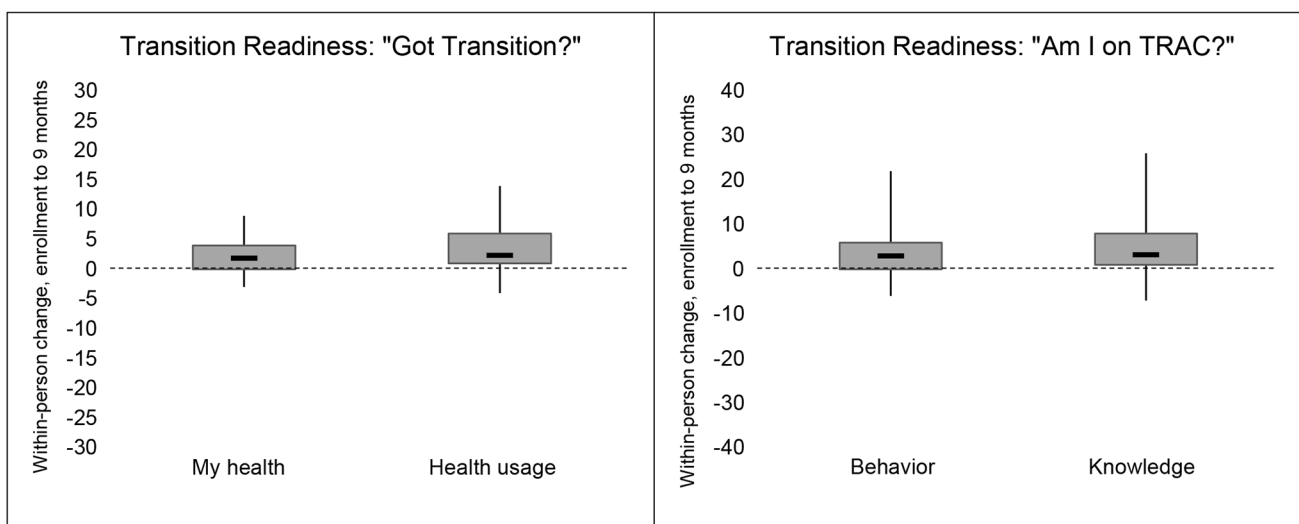 Transition Readiness: "Got Transition?"
Within-person change, enrollment to 9 months
30
25
20
15
10
5
0
-5
-10
-15
-20
-25
-30
My health
Health usage
Transition Readiness: "Am I on TRAC?"
Within-person change, enrollment to 9 months
40
30
20
10
0
-10
-20
-30
-40
Behavior
Knowledge